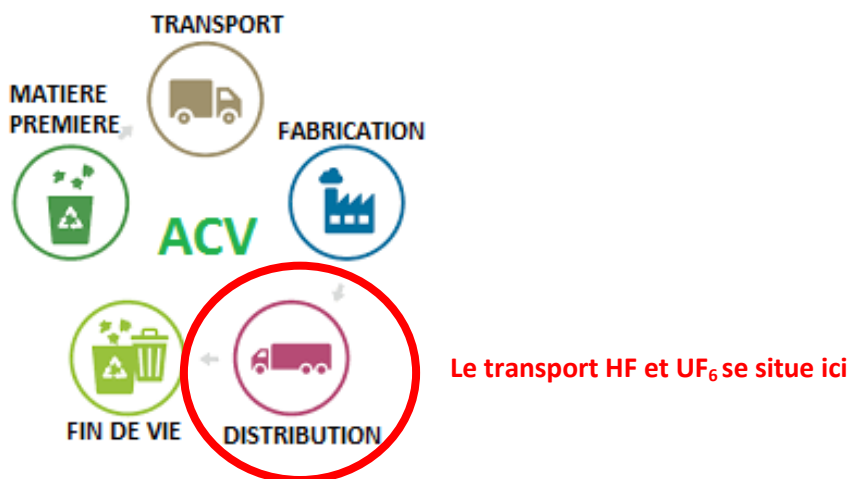 TRANSPORT
MATIERE
PREMIERE
FABRICATION
ACV
Le transport HF et UF₆ se situe ici
FIN DE VIE
DISTRIBUTION